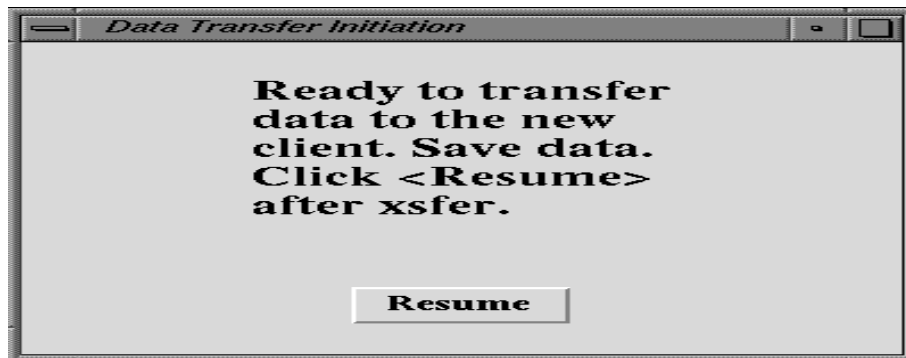 Data Transfer Initiation
Ready to transfer
data to the new
client. Save data.
Click <Resume>
after xsfer.
Resume